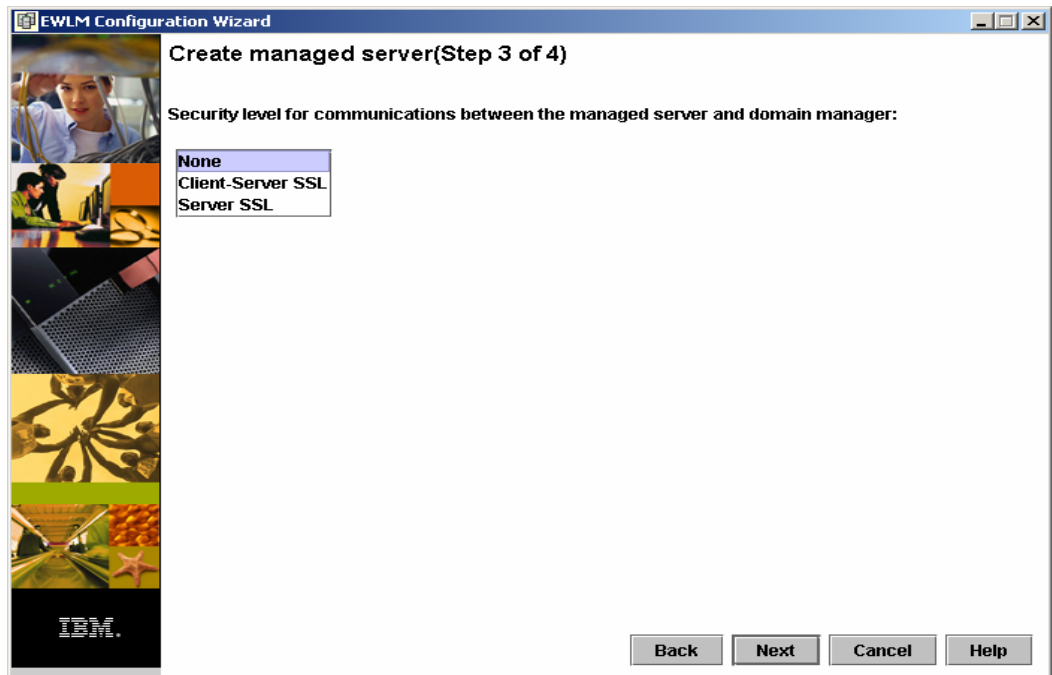 EWLM Configuration Wizard
Create managed server(Step 3 of 4)
Security level for communications between the managed server and domain manager:
None
Client-Server SSL
Server SSL
IBM.
Back Next Cancel Help